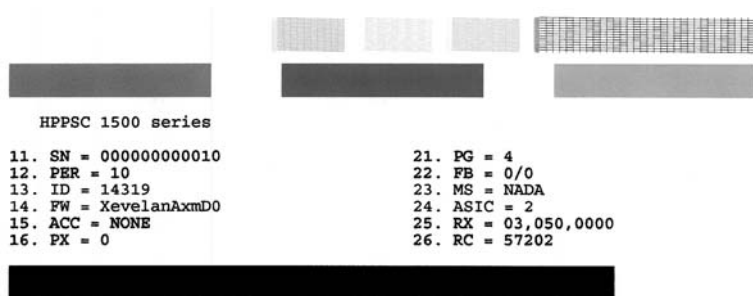 HPPSC 1500 series
11. SN = 000000000010
12. PER = 10
13. ID = 14319
14. FW = XevelanAxmD0
15. ACC = NONE
16. PX = 0
21. PG = 4
22. FB = 0/0
23. MS = NADA
24. ASIC = 2
25. RX = 03,050,0000
26. RC = 57202